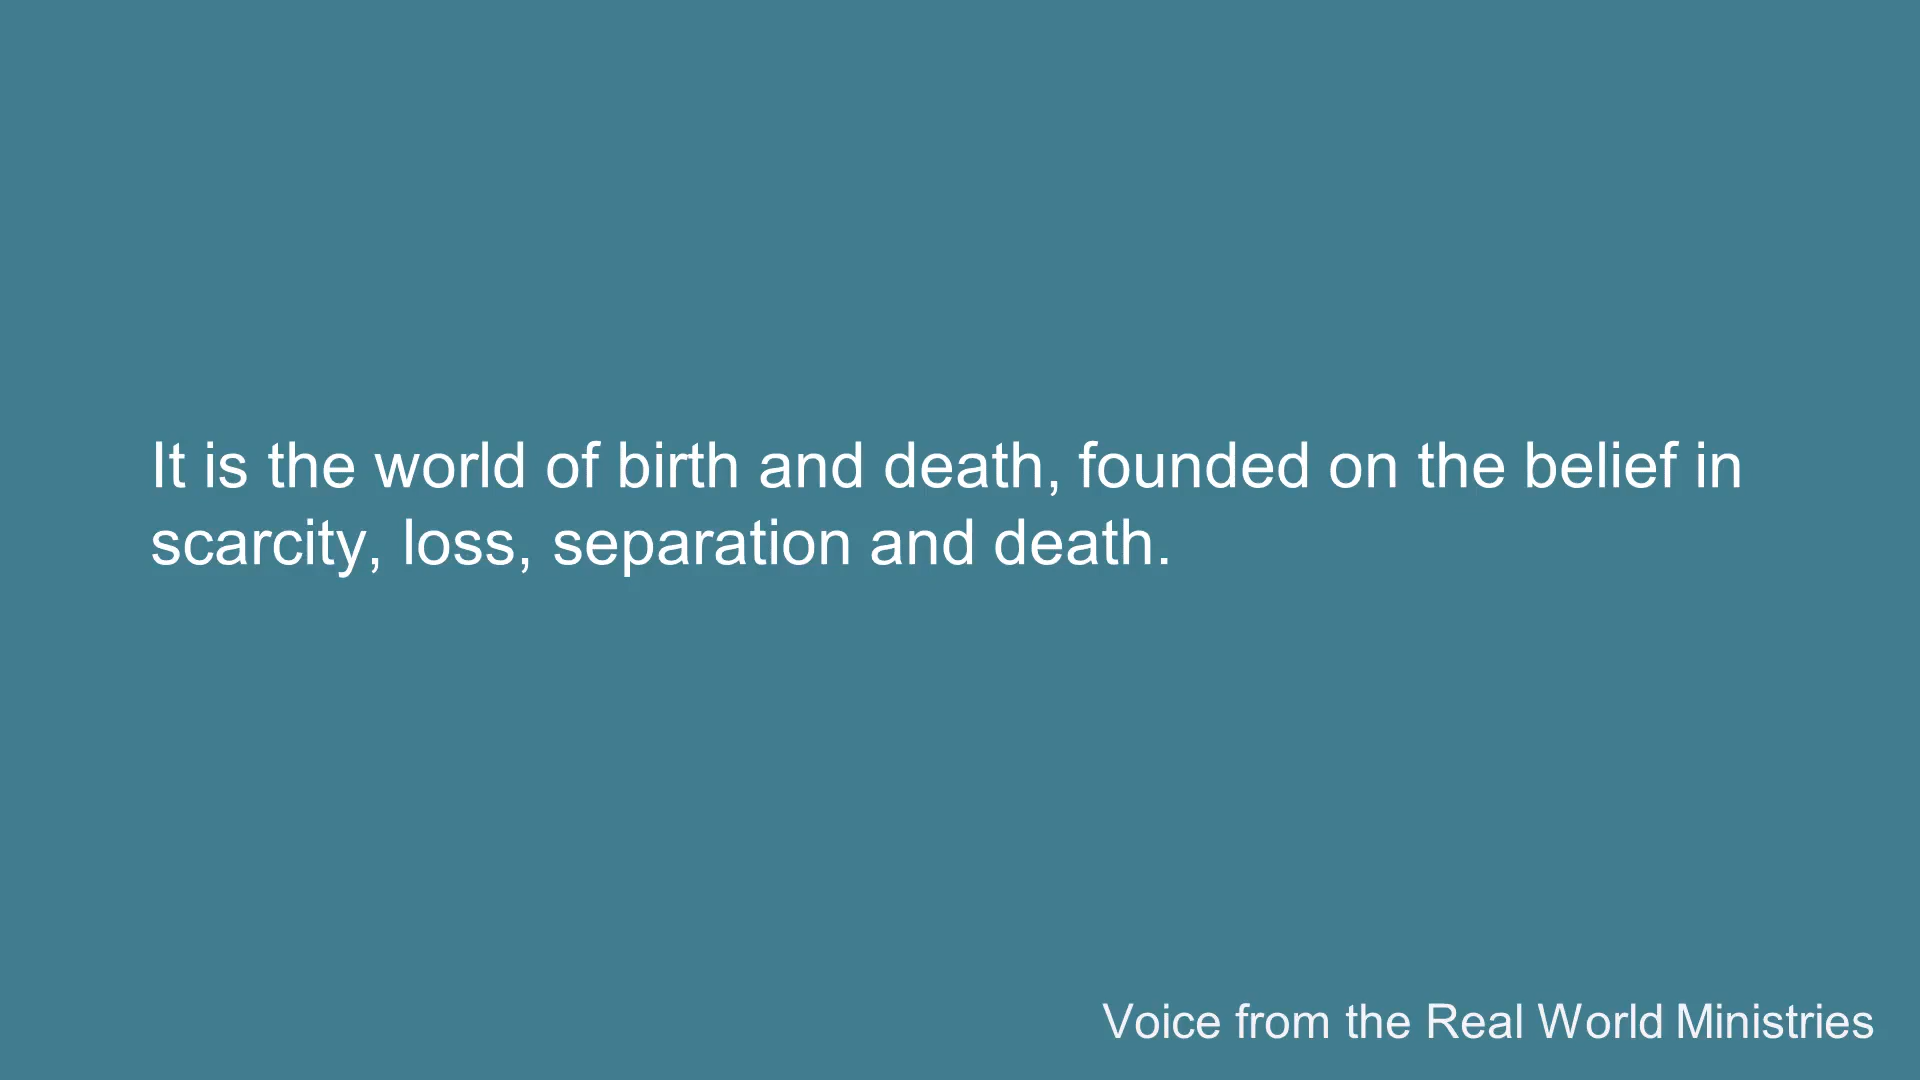 It is the world of birth and death, founded on the belief in
scarcity, loss, separation and death.
Voice from the Real World Ministries